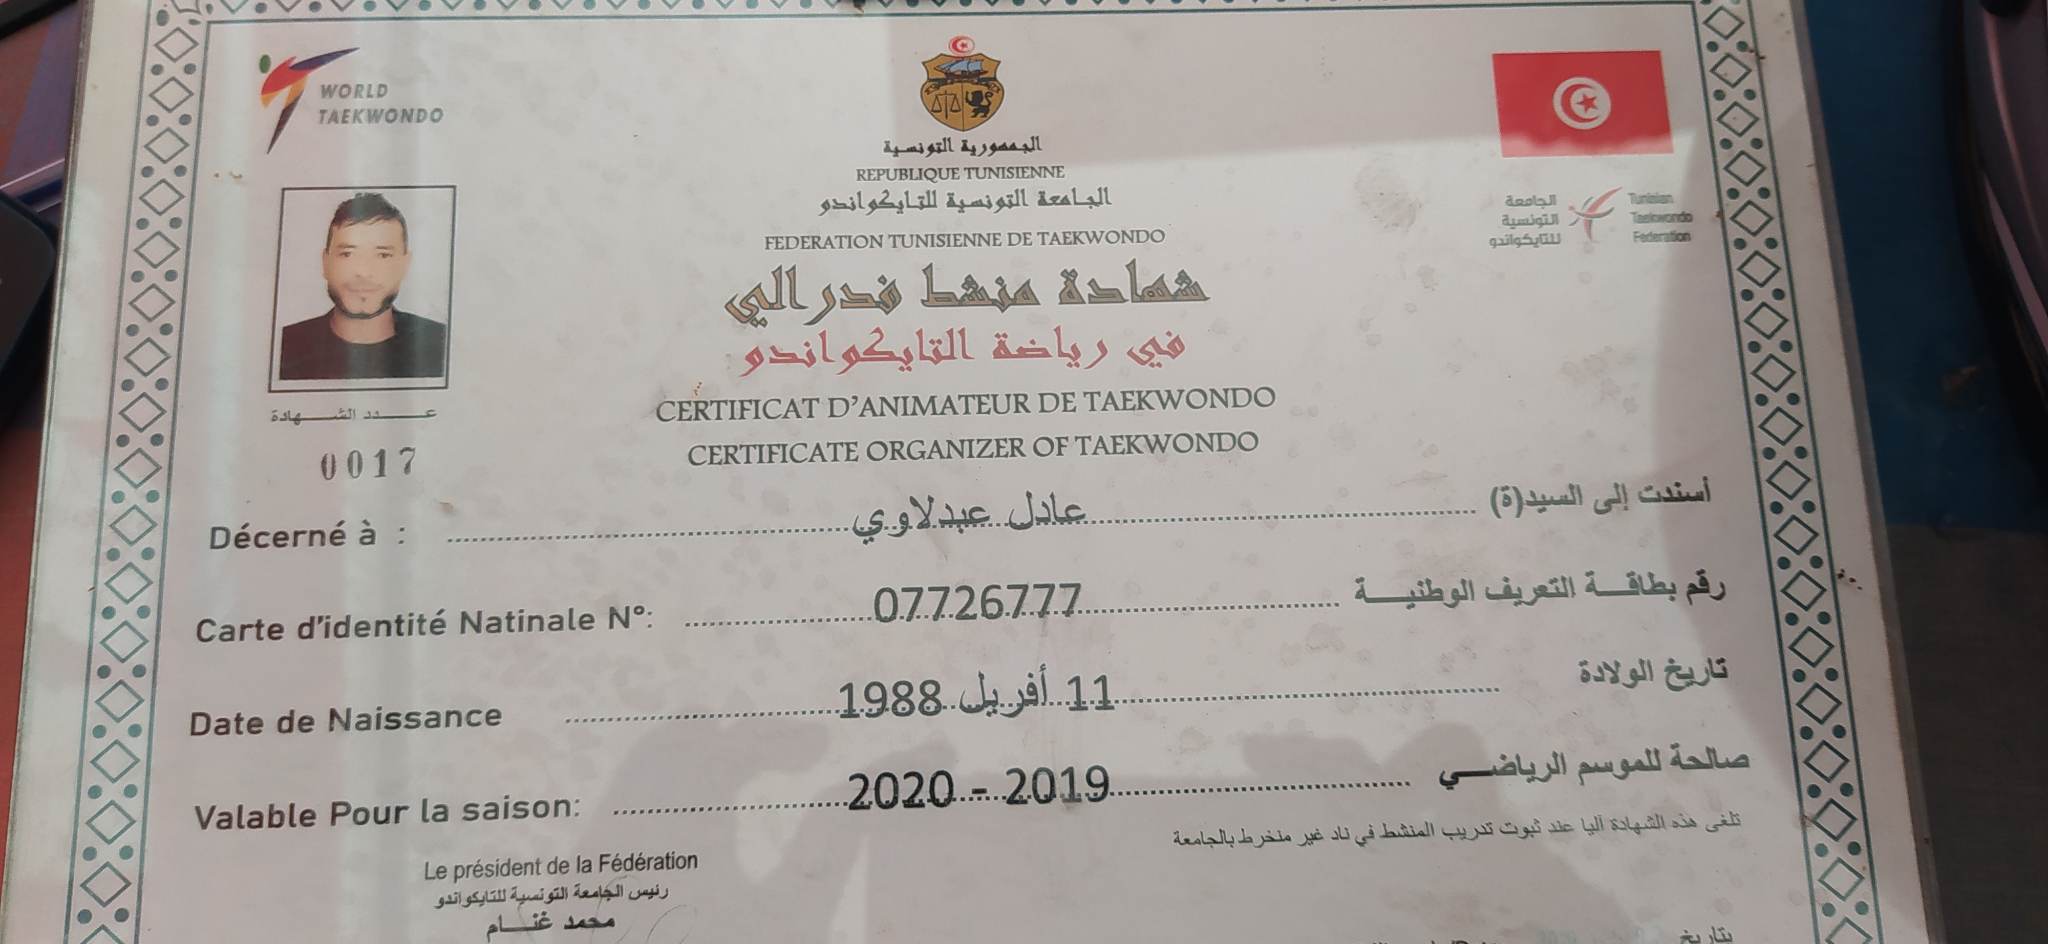 WORLD
TAEKWONDO
الجمهورية التونسية
REPUBLIQUE TUNISIENNE
الجامعة التونسية للتايكواندو
FEDERATION TUNISIENNE DE TAEKWONDO
الجامعة
التونسية
للتايكواندو
Tunisian
Taekwondo
Federation
شهادة منشط فدرالي
في رياضة التايكواندو
CERTIFICAT D'ANIMATEUR DE TAEKWONDO
CERTIFICATE ORGANIZER OF TAEKWONDO
عدد الشهادة
0017
أسندت إلى السيد(ة) عادل عبدلاوي Décerné à :
رقم بطاقة التعريف الوطنية 07726777 Carte d'identité Natinale N°:
تاريخ الولادة 11 أفريل 1988 Date de Naissance
صالحة للموسم الرياضي 2019 - 2020 Valable Pour la saison:
تلغى هذه الشهادة آليا عند ثبوت تدريب المنشط في ناد غير منخرط بالجامعة
Le président de la Fédération
رئيس الجامعة التونسية للتايكواندو
محمد غنام
بتاريخ